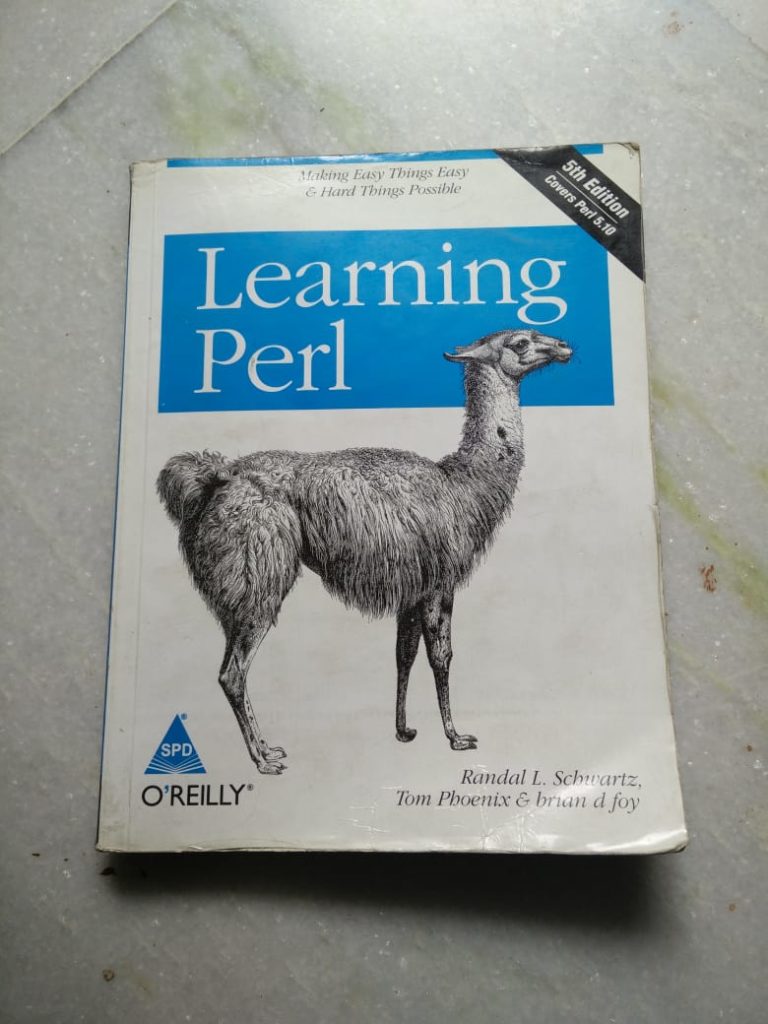 Making Easy Things Easy
& Hard Things Possible
5th Edition
Covers Perl 5.10
Learning
Perl
SPD
O'REILLY®
Randal L. Schwartz,
Tom Phoenix & brian d foy